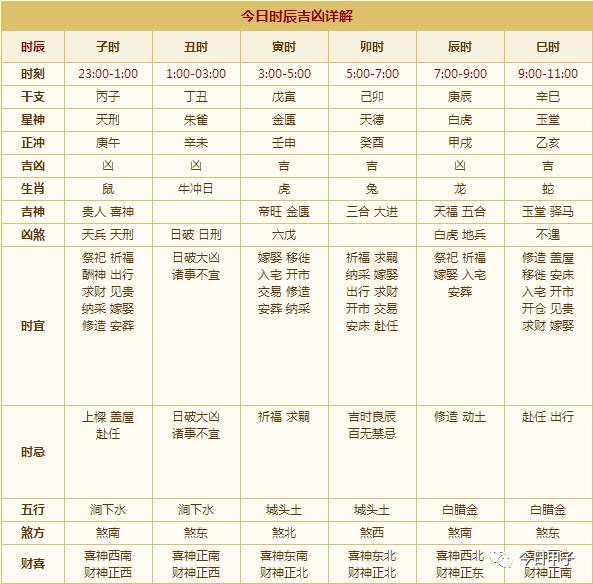 今日时辰吉凶详解
时辰 子时 丑时 寅时 卯时 辰时 巳时
时刻 23:00-1:00 1:00-03:00 3:00-5:00 5:00-7:00 7:00-9:00 9:00-11:00
干支 丙子 丁丑 戊寅 己卯 庚辰 辛巳
星神 天刑 朱雀 金匮 天德 白虎 玉堂
正冲 庚午 辛未 壬申 癸酉 甲戌 乙亥
吉凶 凶 凶 吉 吉 凶 吉
生肖 鼠 牛冲日 虎 兔 龙 蛇
吉神 贵人 喜神 帝旺 金匮 三合 大进 天福 五合 玉堂 驿马
凶煞 天兵 天刑 日破 日刑 六戊 白虎 地兵 不遇
时宜
祭祀 祈福 日破大凶 嫁娶 移徙 祈福 求嗣 祭祀 祈福 修造 盖屋
酬神 出行 诸事不宜 入宅 开市 纳采 嫁娶 嫁娶 入宅 移徙 安床
求财 见贵 交易 修造 出行 求财 安葬 入宅 开市
纳采 嫁娶 安葬 纳采 开市 交易 开仓 见贵
修造 安葬 安床 赴任 求财 嫁娶
时忌
上樑 盖屋 日破大凶 祈福 求嗣 吉时良辰 修造 动土 赴任 出行
赴任 诸事不宜 百无禁忌
五行 涧下水 涧下水 城头土 城头土 白腊金 白腊金
煞方 煞南 煞东 煞北 煞西 煞南 煞东
财喜
喜神西南 喜神正南 喜神东南 喜神东北 喜神西北
财神正西 财神正西 财神正北 财神正北 财神正东 财神正南
今日甲子